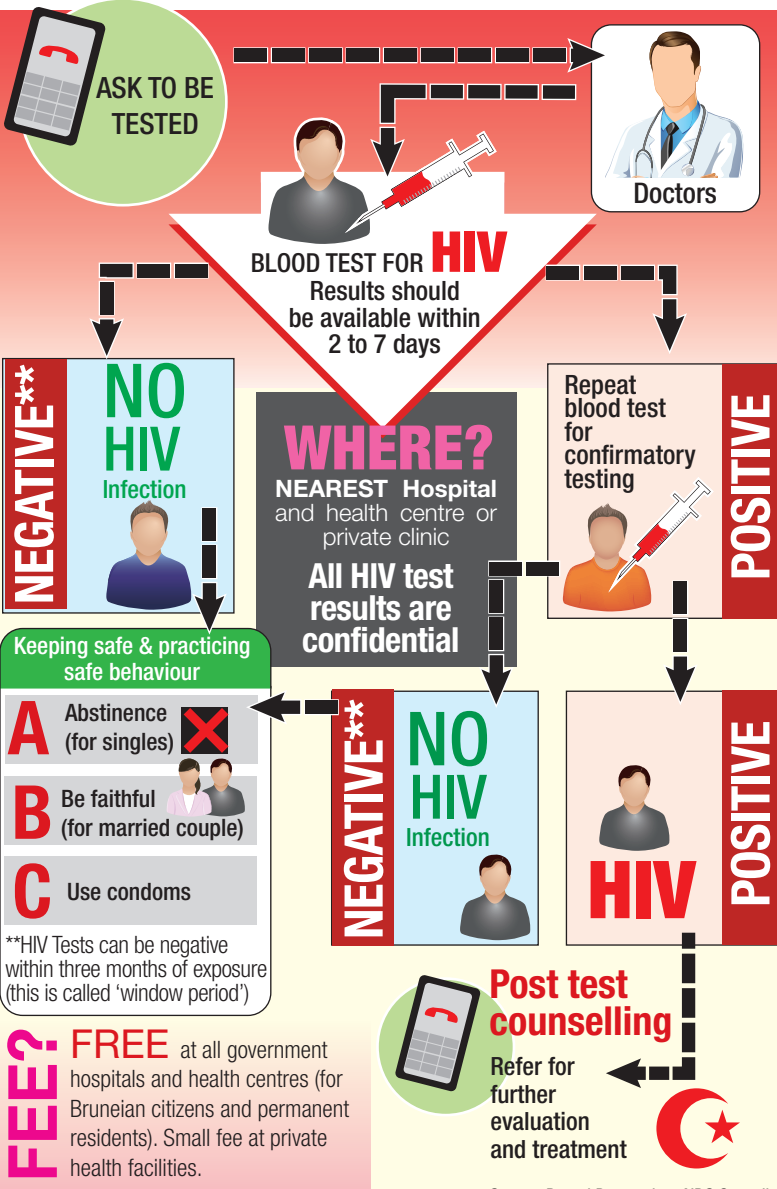 ASK TO BE
TESTED
Doctors
BLOOD TEST FOR HIV
Results should
be available within
2 to 7 days
NEGATIVE**
NO
HIV
Infection
WHERE?
NEAREST Hospital
and health centre or
private clinic
All HIV test
results are
confidential
Repeat
blood test
for
confirmatory
testing
POSITIVE
Keeping safe & practicing
safe behaviour
A Abstinence
(for singles)
B Be faithful
(for married couple)
C Use condoms
**HIV Tests can be negative
within three months of exposure
(this is called ‘window period’)
NEGATIVE**
NO
HIV
Infection
HIV
POSITIVE
Post test
counselling
Refer for
further
evaluation
and treatment
FEE?
FREE at all government
hospitals and health centres (for
Bruneian citizens and permanent
residents). Small fee at private
health facilities.